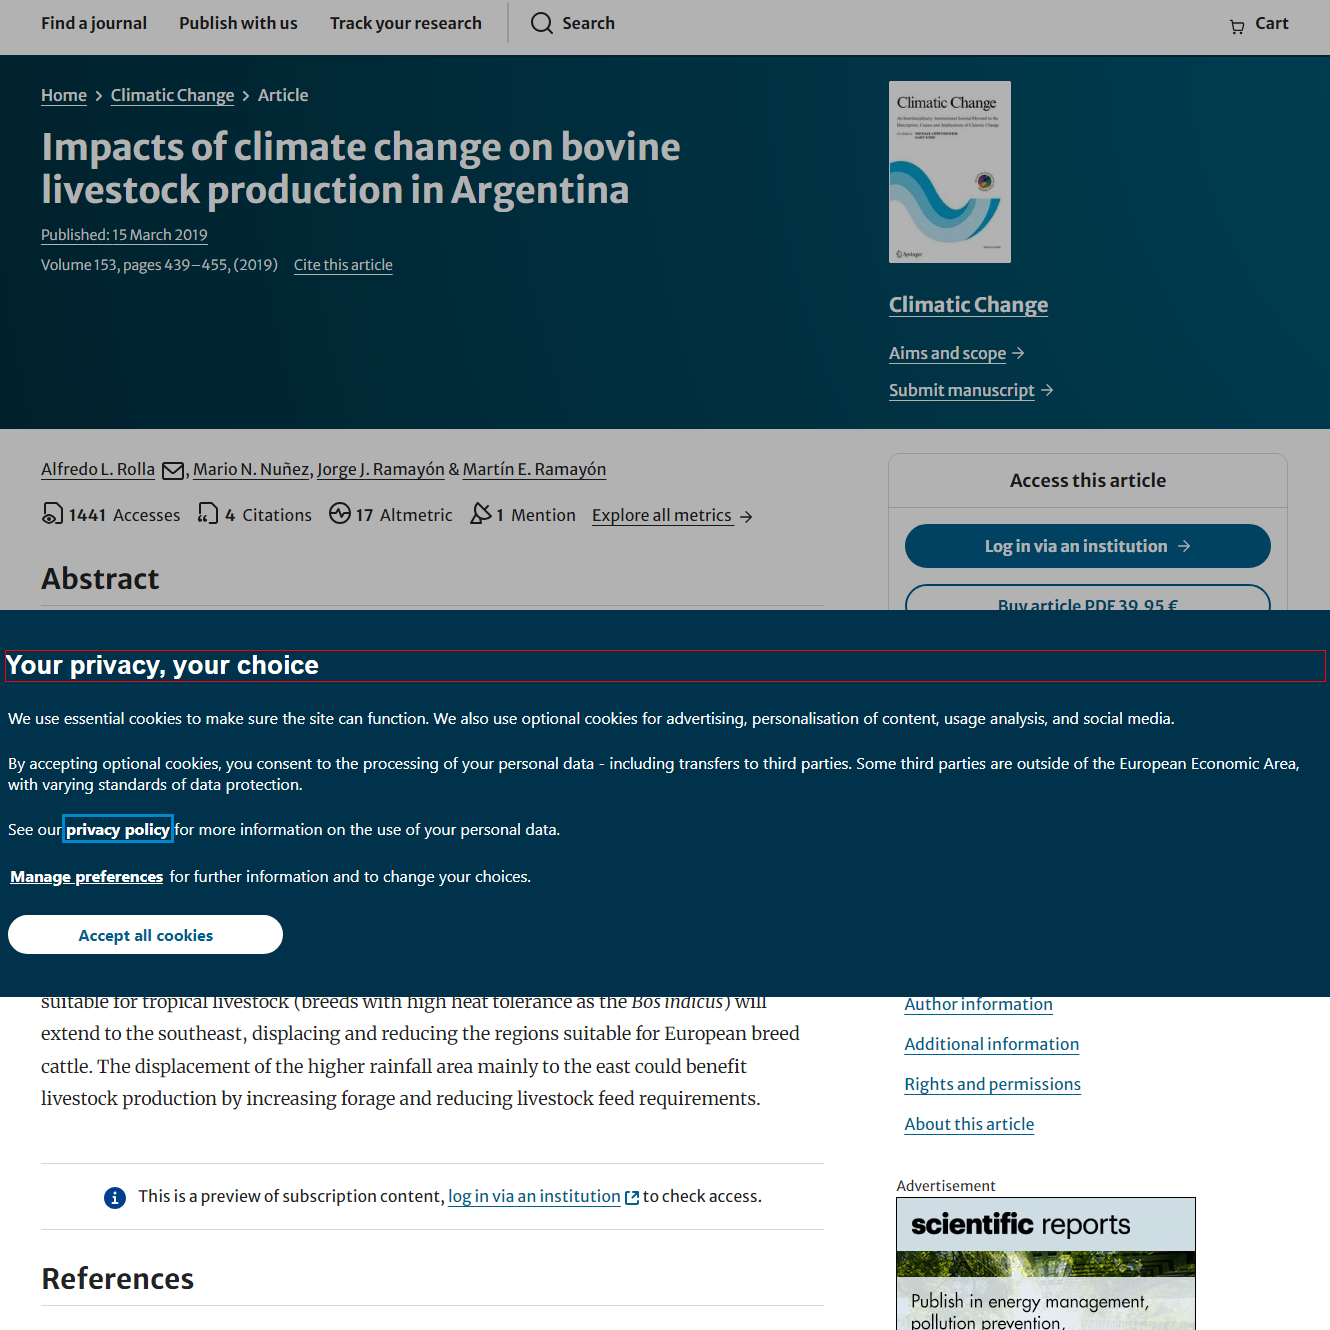 Find a journal
Publish with us
Track your research
Search
Cart
Home > Climatic Change > Article
Impacts of climate change on bovine
livestock production in Argentina
Published: 15 March 2019
Volume 153, pages 439–455, (2019) Cite this article
Climatic Change
Springer
Climatic Change
Aims and scope →
Submit manuscript →
Alfredo L. Rolla, Mario N. Nuñez, Jorge J. Ramayón & Martín E. Ramayón
1441 Accesses 4 Citations 17 Altmetric 1 Mention Explore all metrics →
Abstract
Access this article
Log in via an institution →
Buy article PDF 39,95 €
Your privacy, your choice
We use essential cookies to make sure the site can function. We also use optional cookies for advertising, personalisation of content, usage analysis, and social media.
By accepting optional cookies, you consent to the processing of your personal data - including transfers to third parties. Some third parties are outside of the European Economic Area,
with varying standards of data protection.
See our privacy policy for more information on the use of your personal data.
Manage preferences for further information and to change your choices.
Accept all cookies
suitable for tropical livestock (breeds with high heat tolerance as the Bos indicus) will
extend to the southeast, displacing and reducing the regions suitable for European breed
cattle. The displacement of the higher rainfall area mainly to the east could benefit
livestock production by increasing forage and reducing livestock feed requirements.
Author information
Additional information
Rights and permissions
About this article
This is a preview of subscription content, log in via an institution to check access.
References
Advertisement
scientific reports
Publish in energy management,
pollution prevention,